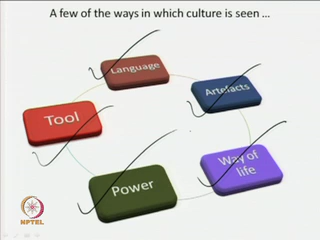 A few of the ways in which culture is seen ...
Language
Artefacts
Way of
life
Power
Tool
NPTEL